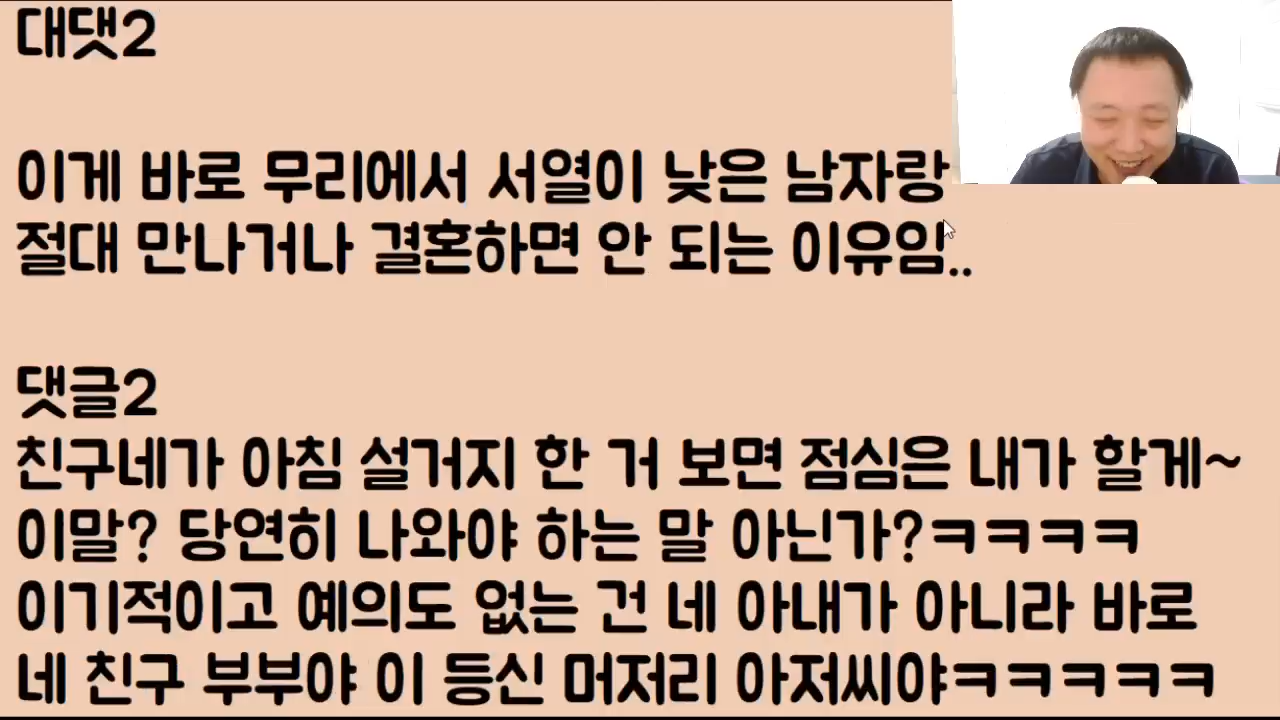 대댓2
이게 바로 무리에서 서열이 낮은 남자랑
절대 만나거나 결혼하면 안 되는 이유임..
댓글2
친구네가 아침 설거지 한 거 보면 점심은 내가 할게~
이말? 당연히 나와야 하는 말 아닌가?ㅋㅋㅋㅋ
이기적이고 예의도 없는 건 네 아내가 아니라 바로
네 친구 부부야 이 등신 머저리 아저씨야ㅋㅋㅋㅋㅋ